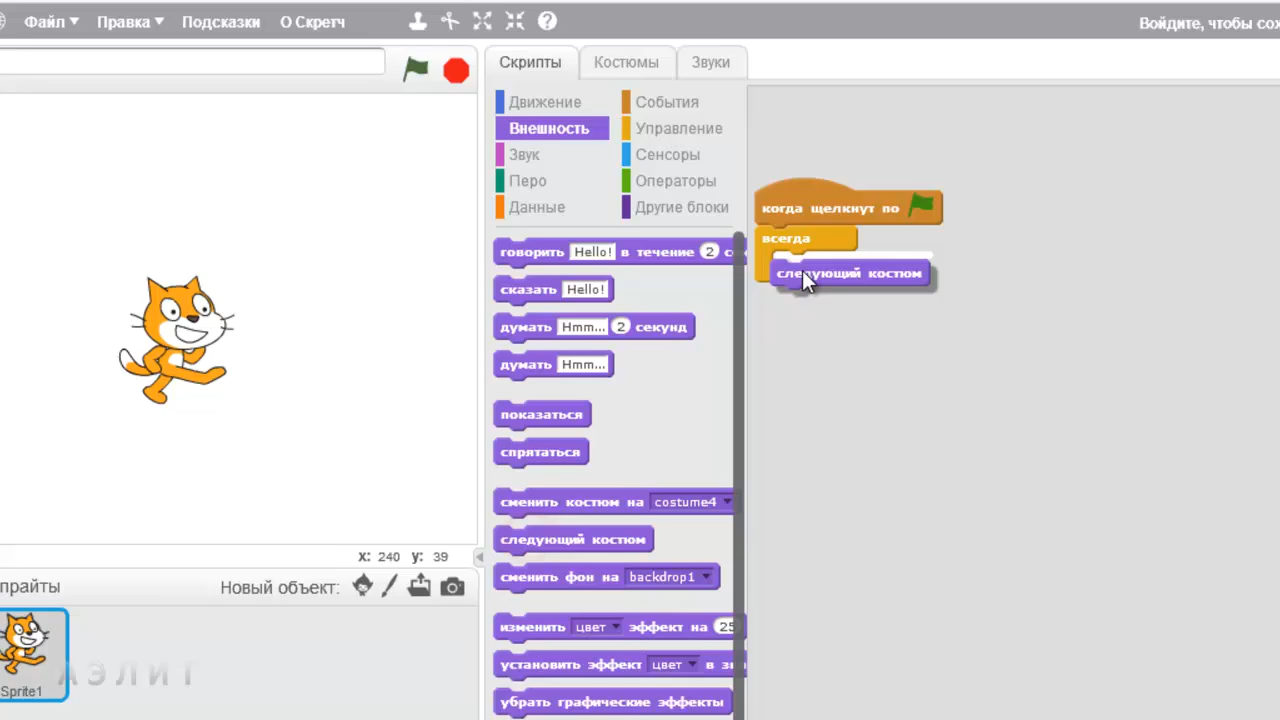 Файл Правка Подсказки О Скретч
Войдите, чтобы сох
Скрипты Костюмы Звуки
Движение События
Внешность Управление
Звук Сенсоры
Перо Операторы
Данные Другие блоки
когда щелкнут по
всегда
следующий костюм
говорить Hello! в течение 2 с
сказать Hello!
думать Hmm... 2 секунд
думать Hmm...
показаться
спрятаться
сменить костюм на costume4
следующий костюм
сменить фон на backdrop1
изменить цвет эффект на 25
установить эффект цвет в зн
убрать графические эффекты
x: 240 y: 39
прайты Новый объект:
Sprite1
АЭЛИТ